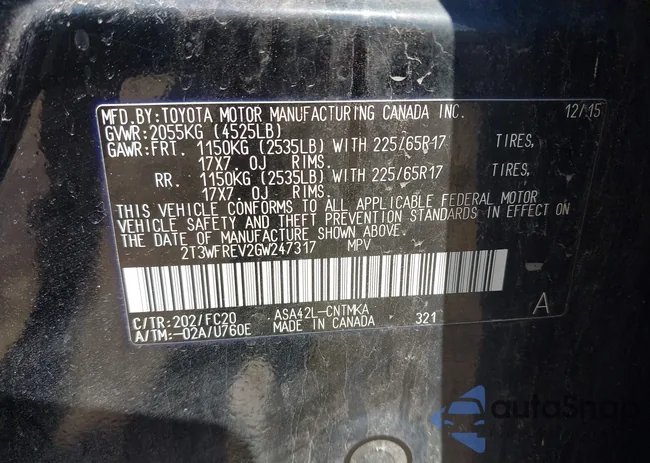 MFD.BY:TOYOTA MOTOR MANUFACTURING CANADA INC. 12/15
GVWR:2055KG (4525LB)
GAWR:FRT. 1150KG (2535LB) WITH 225/65R17 TIRES,
17X7.0J RIMS.
RR. 1150KG (2535LB) WITH 225/65R17 TIRES,
17X7.0J RIMS.
THIS VEHICLE CONFORMS TO ALL APPLICABLE FEDERAL MOTOR
VEHICLE SAFETY AND THEFT PREVENTION STANDARDS IN EFFECT ON
THE DATE OF MANUFACTURE SHOWN ABOVE.
2T3WFREV2GW247317 MPV
C/TR:202/FC20 ASA42L-CNTMKA A
A/TM:-02A/U760E MADE IN CANADA 321
autoSnap